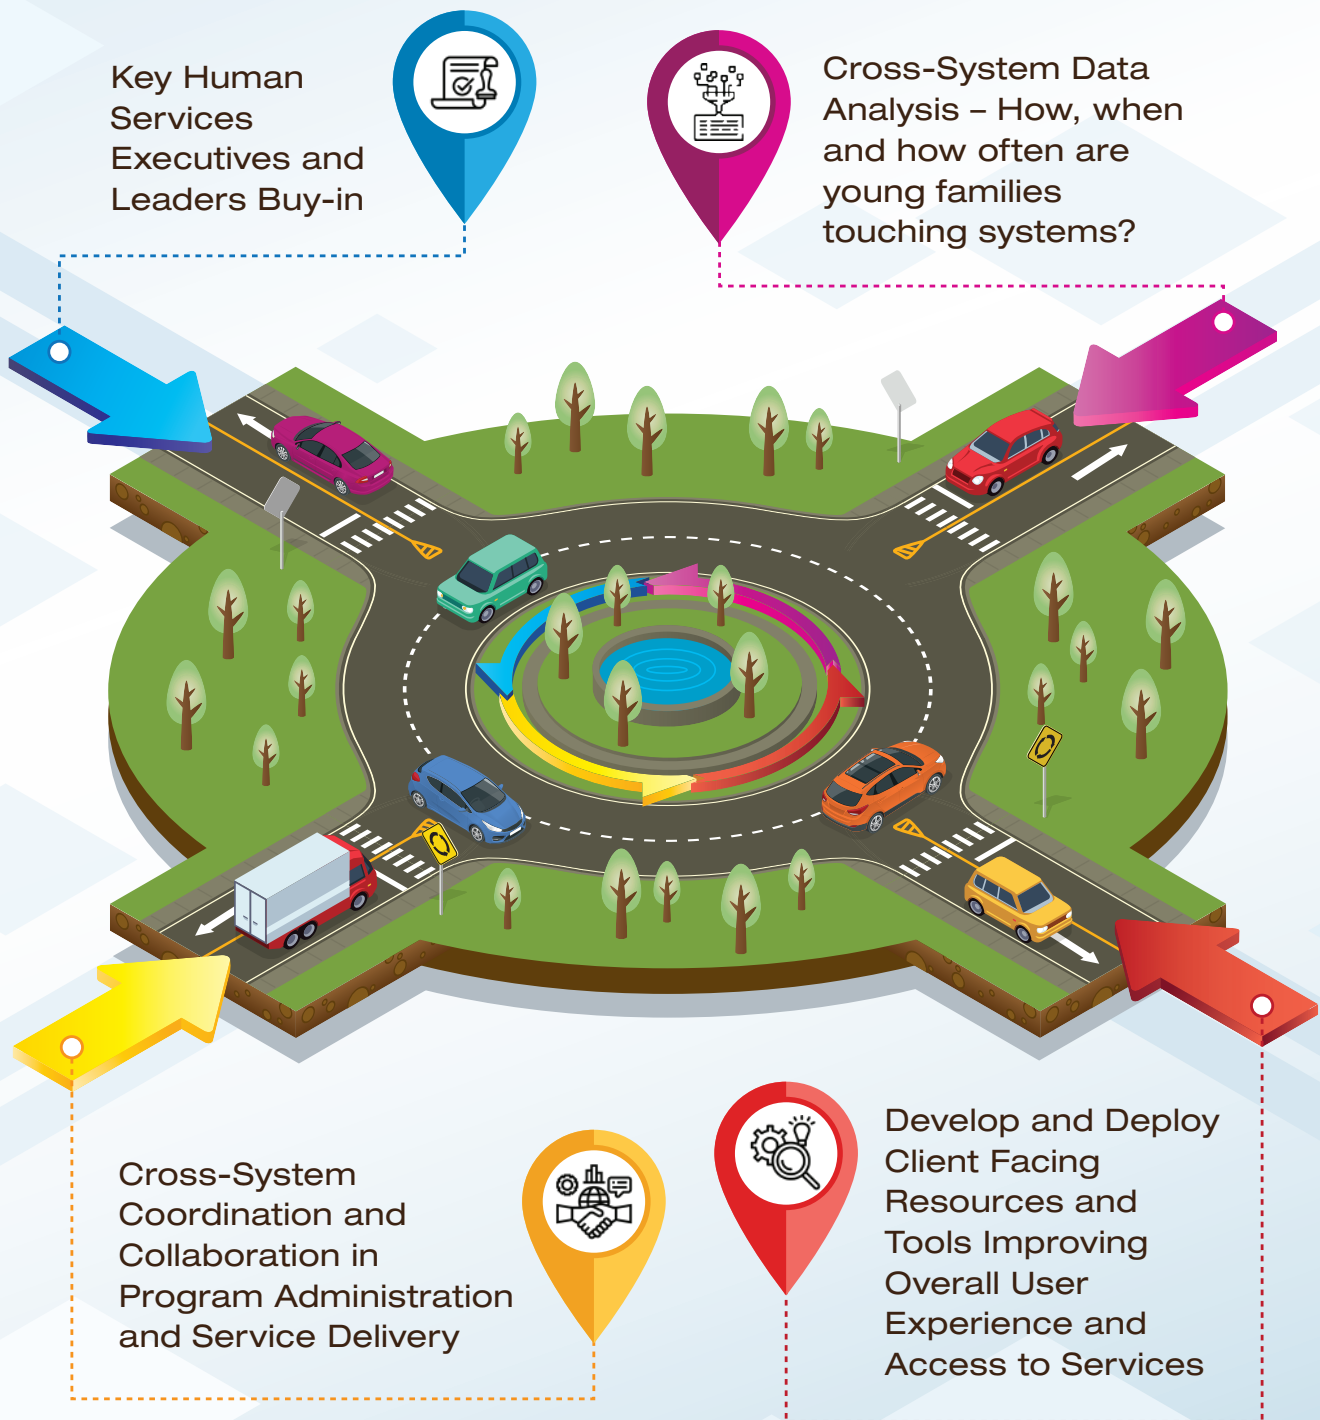 Key Human
Services
Executives and
Leaders Buy-in
Cross-System Data
Analysis – How, when
and how often are
young families
touching systems?
Cross-System
Coordination and
Collaboration in
Program Administration
and Service Delivery
Develop and Deploy
Client Facing
Resources and
Tools Improving
Overall User
Experience and
Access to Services